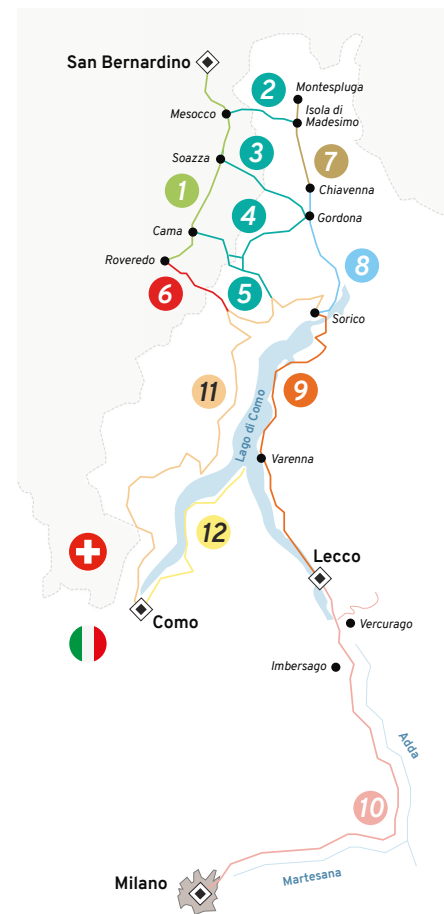 San Bernardino
2
Montespluga
Isola di
Madesimo
Mesocco
3
Soazza
7
1
Chiavenna
4
Gordona
Cama
Roveredo
8
6
5
Sorico
11
9
Lago di Como
Varenna
12
Lecco
Como
Vercurago
Imbersago
Adda
10
Martesana
Milano